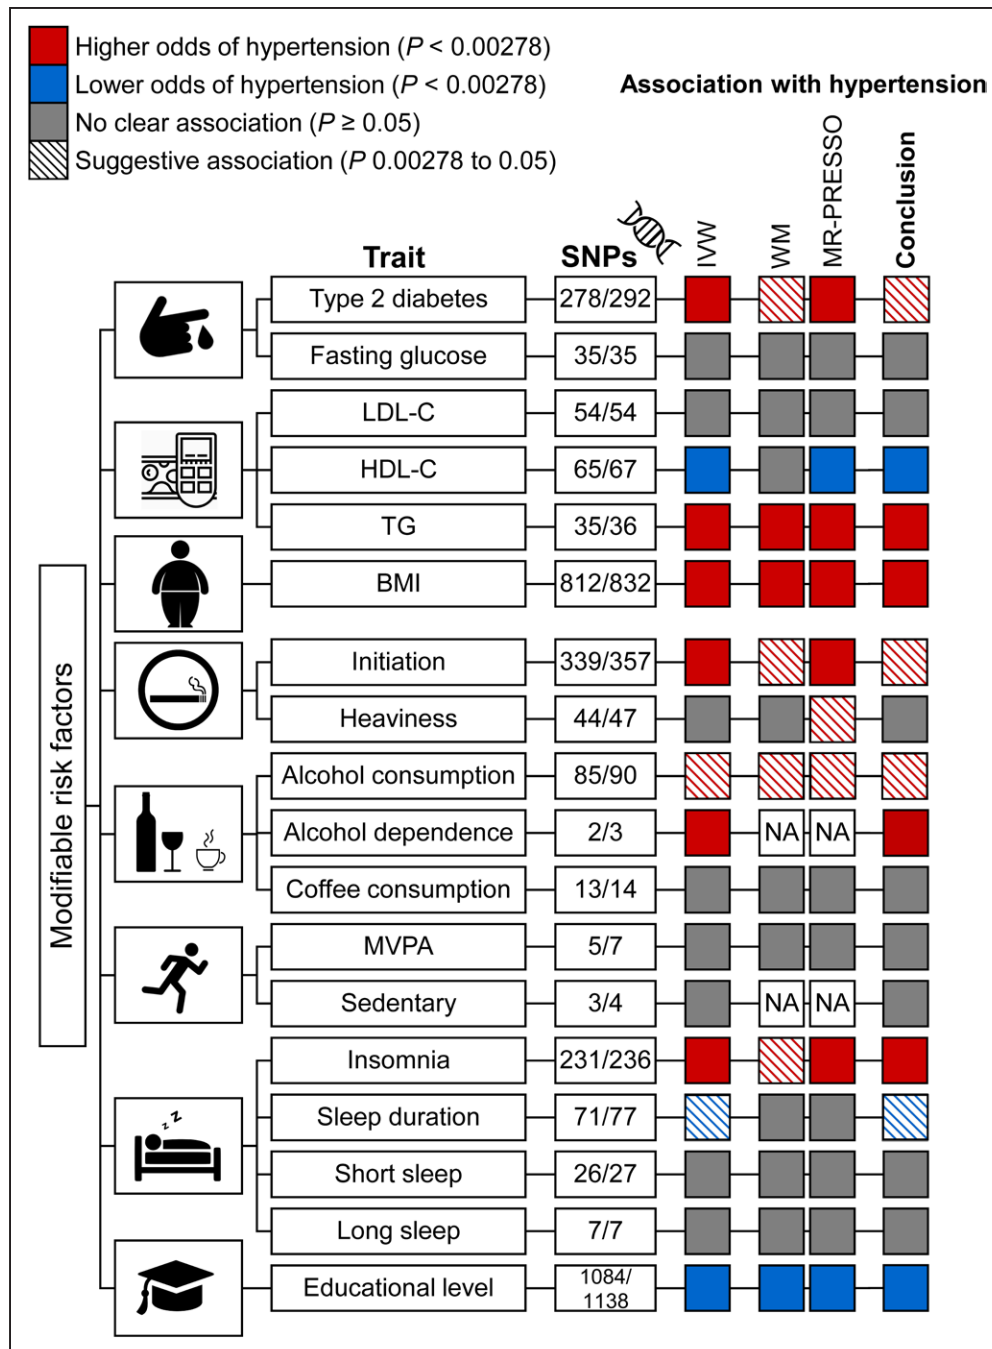 Higher odds of hypertension (P < 0.00278)
Lower odds of hypertension (P < 0.00278)
No clear association (P ≥ 0.05)
Suggestive association (P 0.00278 to 0.05)
Association with hypertension
Trait
SNPs
IVW
WM
MR-PRESSO
Conclusion
Modifiable risk factors
Type 2 diabetes 278/292
Fasting glucose 35/35
LDL-C 54/54
HDL-C 65/67
TG 35/36
BMI 812/832
Initiation 339/357
Heaviness 44/47
Alcohol consumption 85/90
Alcohol dependence 2/3 NA NA
Coffee consumption 13/14
MVPA 5/7
Sedentary 3/4 NA NA
Insomnia 231/236
z z Z
Sleep duration 71/77
Short sleep 26/27
Long sleep 7/7
Educational level 1084/
1138